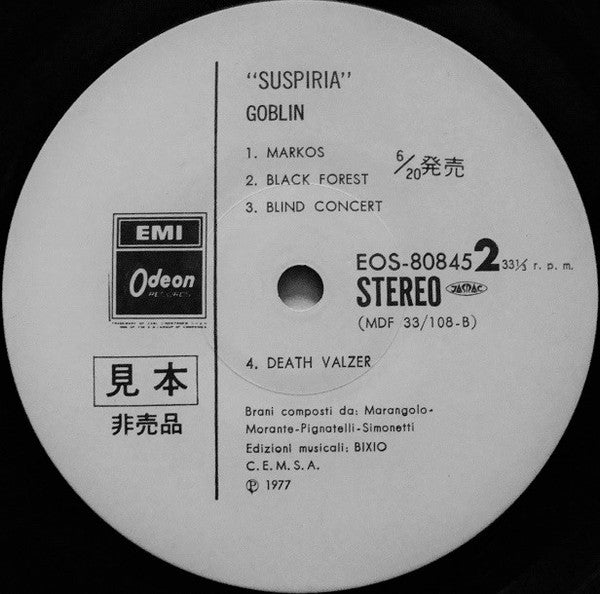 "SUSPIRIA"
GOBLIN
1. MARKOS
2. BLACK FOREST
3. BLIND CONCERT
6/20発売
EMI
Odeon
RECORDS
EOS-80845 2 33⅓ r. p. m.
STEREO JASRAC
(MDF 33/108-B)
4. DEATH VALZER
見本
非売品
Brani composti da: Marangolo-
Morante-Pignatelli-Simonetti
Edizioni musicali: BIXIO
C. E. M. S. A.
Ⓟ 1977